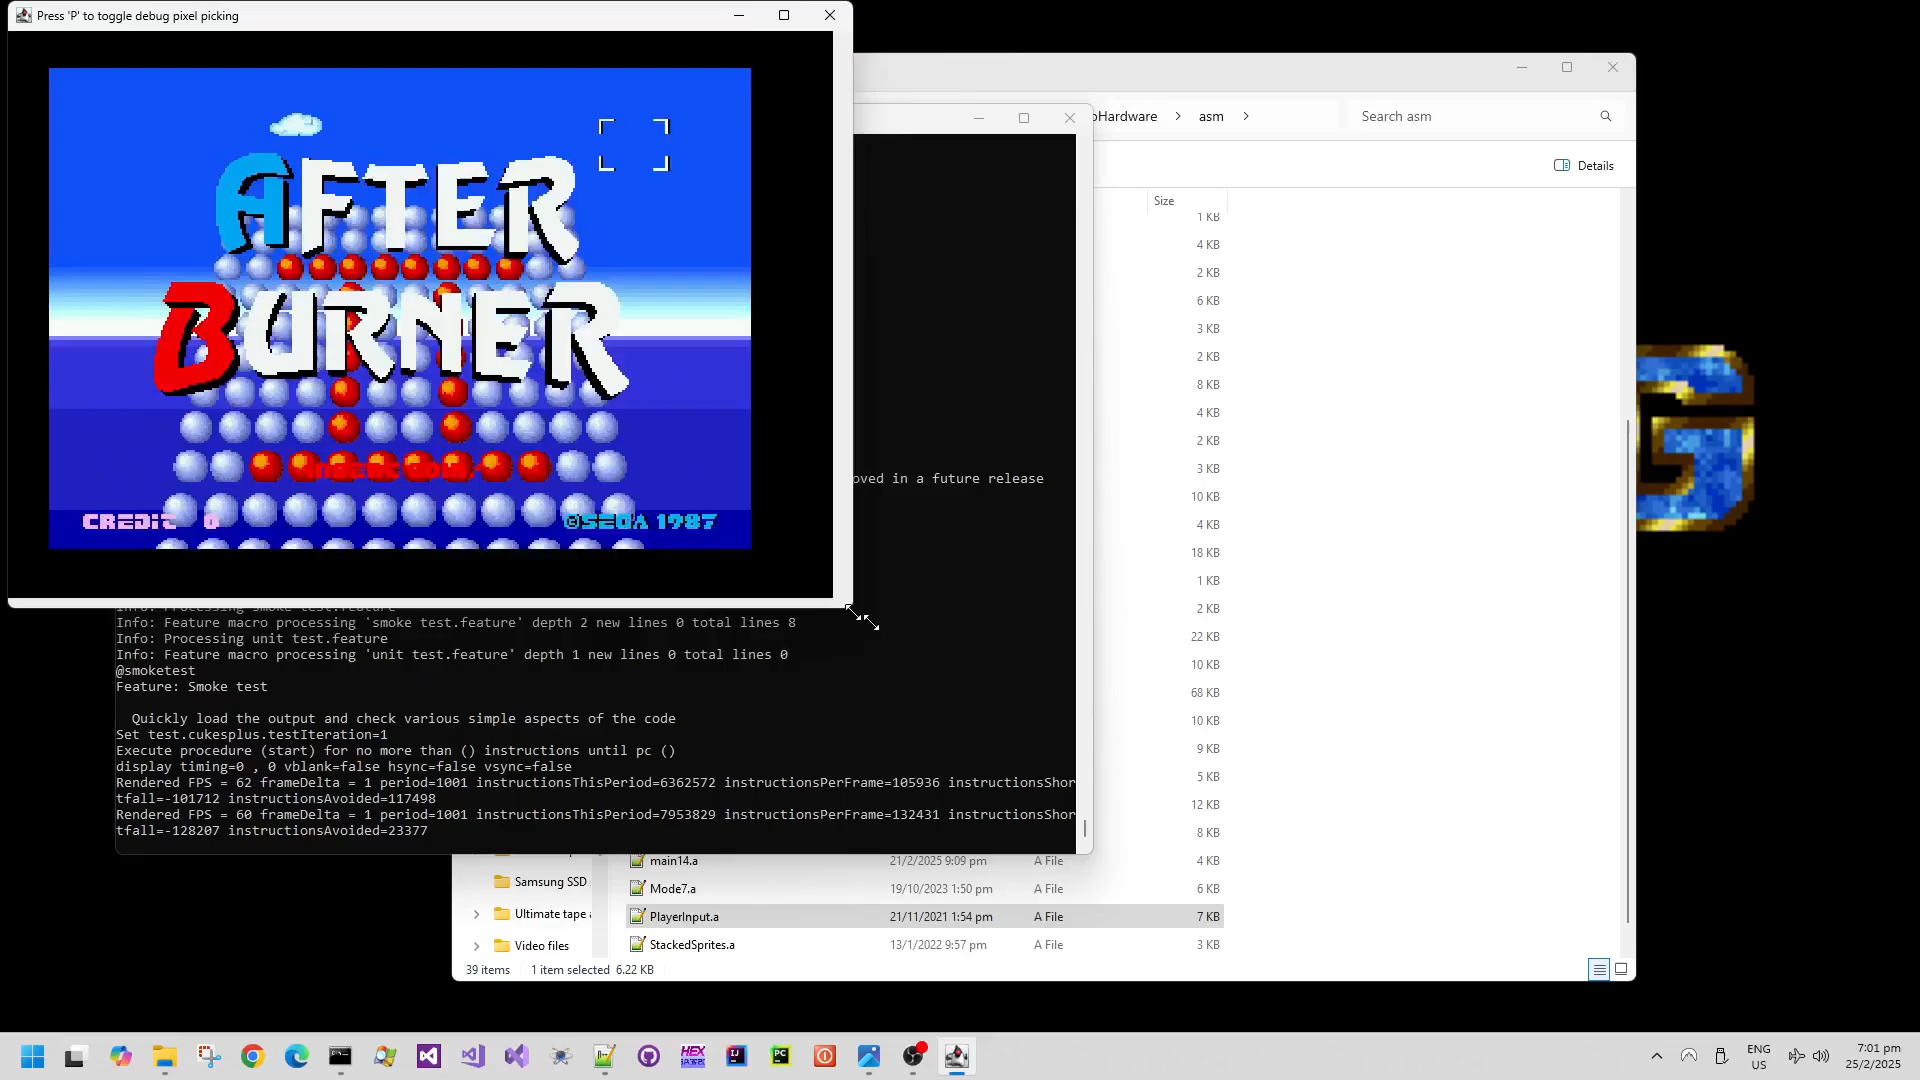 Press 'P' to toggle debug pixel picking
AFTER
BURNER
CREDIT 0
©SEGA 1987
Hardware > asm >
Search asm
Details
Size
1 KB
4 KB
2 KB
6 KB
3 KB
2 KB
8 KB
4 KB
2 KB
3 KB
10 KB
4 KB
18 KB
1 KB
2 KB
22 KB
10 KB
68 KB
10 KB
9 KB
5 KB
12 KB
8 KB
oved in a future release
Info: Processing smoke test.feature
Info: Feature macro processing 'smoke test.feature' depth 2 new lines 0 total lines 8
Info: Processing unit test.feature
Info: Feature macro processing 'unit test.feature' depth 1 new lines 0 total lines 0
@smoketest
Feature: Smoke test
Quickly load the output and check various simple aspects of the code
Set test.cukesplus.testIteration=1
Execute procedure (start) for no more than () instructions until pc ()
display timing=0 , 0 vblank=false hsync=false vsync=false
Rendered FPS = 62 frameDelta = 1 period=1001 instructionsThisPeriod=6362572 instructionsPerFrame=105936 instructionsShor
tfall=-101712 instructionsAvoided=117498
Rendered FPS = 60 frameDelta = 1 period=1001 instructionsThisPeriod=7953829 instructionsPerFrame=132431 instructionsShor
tfall=-128207 instructionsAvoided=23377
main14.a 21/2/2025 9:09 pm A File 4 KB
Samsung SSD
Mode7.a 19/10/2023 1:50 pm A File 6 KB
Ultimate tape
PlayerInput.a 21/11/2021 1:54 pm A File 7 KB
Video files
StackedSprites.a 13/1/2022 9:57 pm A File 3 KB
39 items 1 item selected 6.22 KB
G
HEX
IJ
PC
ENG
US
7:01 pm
25/2/2025